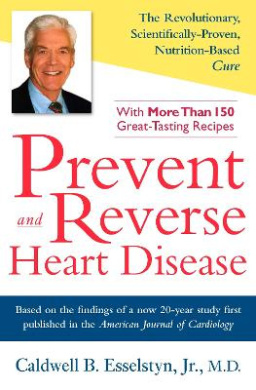 The Revolutionary,
Scientifically-Proven,
Nutrition-Based
Cure
With More Than 150
Great-Tasting Recipes
Prevent
and Reverse
Heart Disease
Based on the findings of a now 20-year study first
published in the American Journal of Cardiology
Caldwell B. Esselstyn, Jr., M.D.